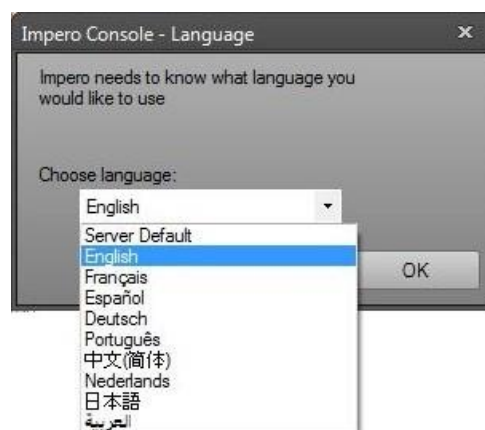 Impero Console - Language
Impero needs to know what language you
would like to use
Choose language:
English
Server Default
English
Français
OK
Español
Deutsch
Português
中文(简体)
Nederlands
日本語
العربية